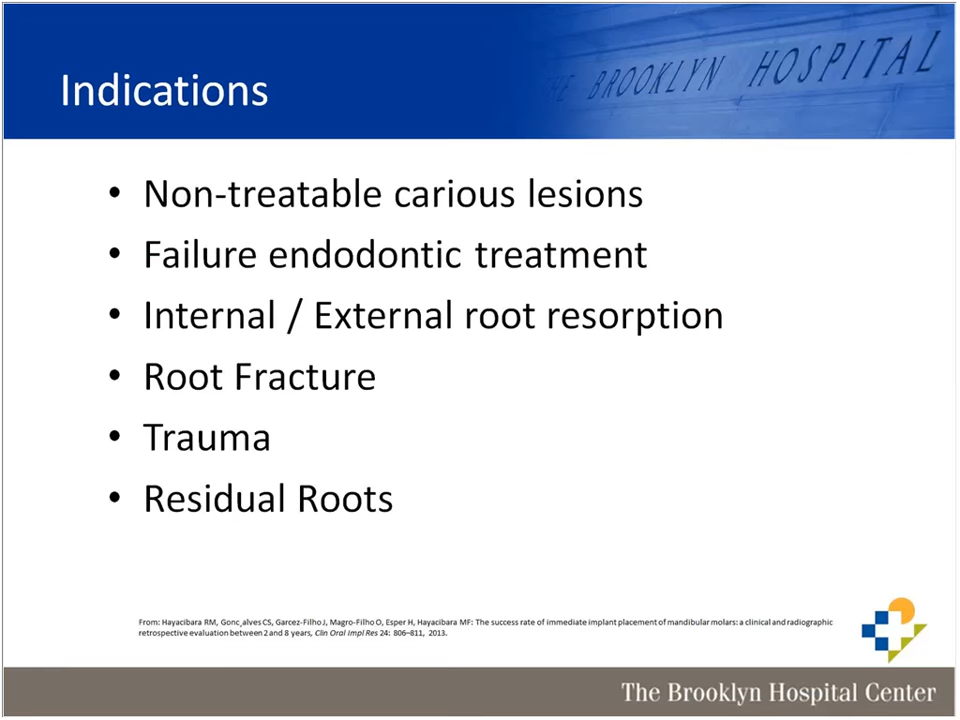 THE BROOKLYN HOSPITAL
Indications
• Non-treatable carious lesions
• Failure endodontic treatment
• Internal / External root resorption
• Root Fracture
• Trauma
• Residual Roots
From: Hayacibara RM, Gonc¸alves CS, Garcez-Filho J, Magro-Filho O, Esper H, Hayacibara MF: The success rate of immediate implant placement of mandibular molars: a clinical and radiographic
retrospective evaluation between 2 and 8 years, Clin Oral Impl Res 24: 806–811, 2013.
The Brooklyn Hospital Center